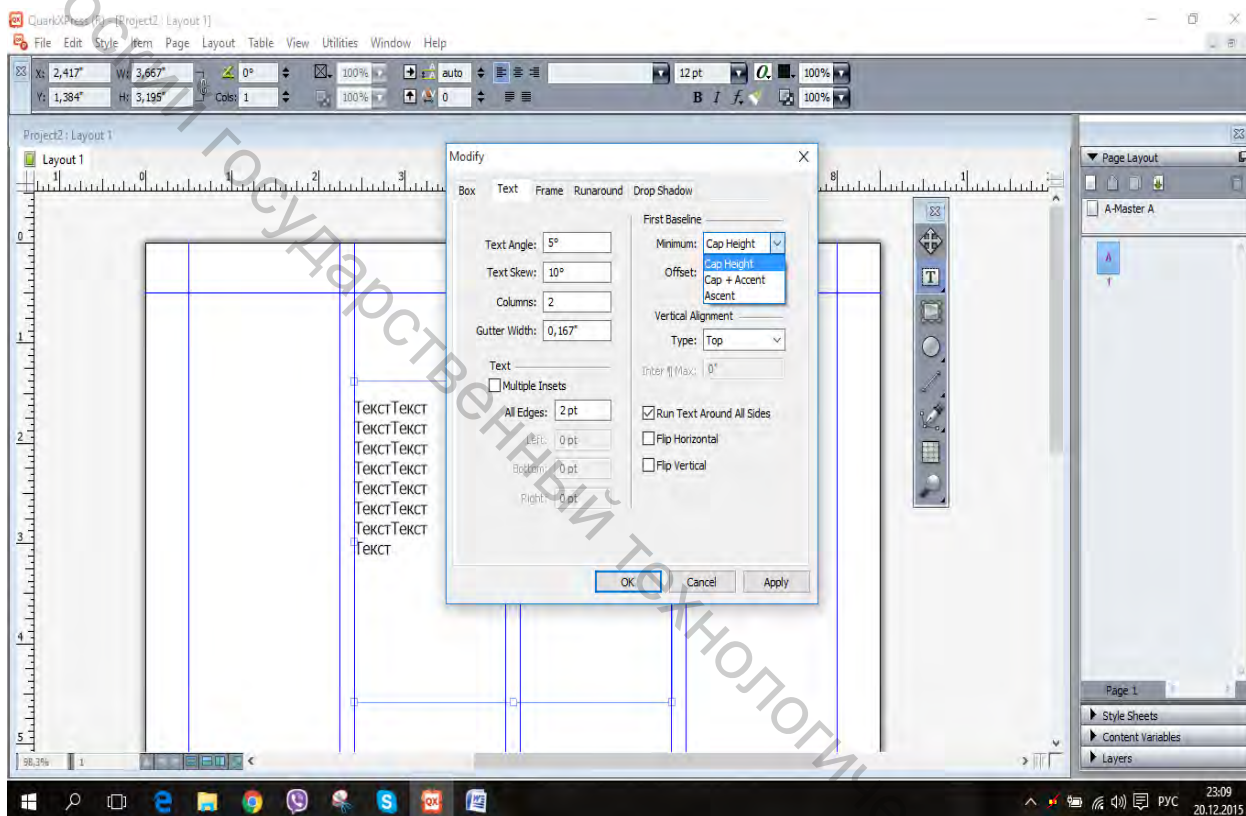 QuarkXPress (R) - [Project2 : Layout 1]
File Edit Style Item Page Layout Table View Utilities Window Help
X: 2,417" W: 3,667" 0° 100% auto 12 pt 100%
Y: 1,384" H: 3,195" Cols: 1 100% 0 B I 100%
Project2 : Layout 1
Layout 1
Modify
Box Text Frame Runaround Drop Shadow
Text Angle: 5°
Text Skew: 10°
Columns: 2
Gutter Width: 0,167"
Text
Multiple Insets
All Edges: 2 pt
Left: 0 pt
Bottom: 0 pt
Right: 0 pt
First Baseline
Minimum: Cap Height
Cap Height
Cap + Accent
Ascent
Offset:
Vertical Alignment
Type: Top
Inter ¶ Max: 0"
Run Text Around All Sides
Flip Horizontal
Flip Vertical
OK Cancel Apply
ТекстТекст
ТекстТекст
ТекстТекст
ТекстТекст
ТекстТекст
ТекстТекст
ТекстТекст
Текст
Page Layout
A-Master A
A
1
Page 1
Style Sheets
Content Variables
Layers
98,3% 1
РУС
23:09
20.12.2015
государственный технологич